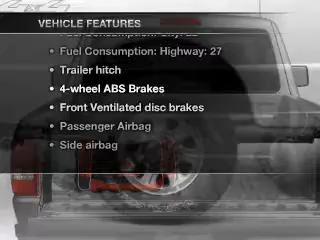 VEHICLE FEATURES
• Fuel Consumption: Highway: 27
• Trailer hitch
• 4-wheel ABS Brakes
• Front Ventilated disc brakes
• Passenger Airbag
• Side airbag